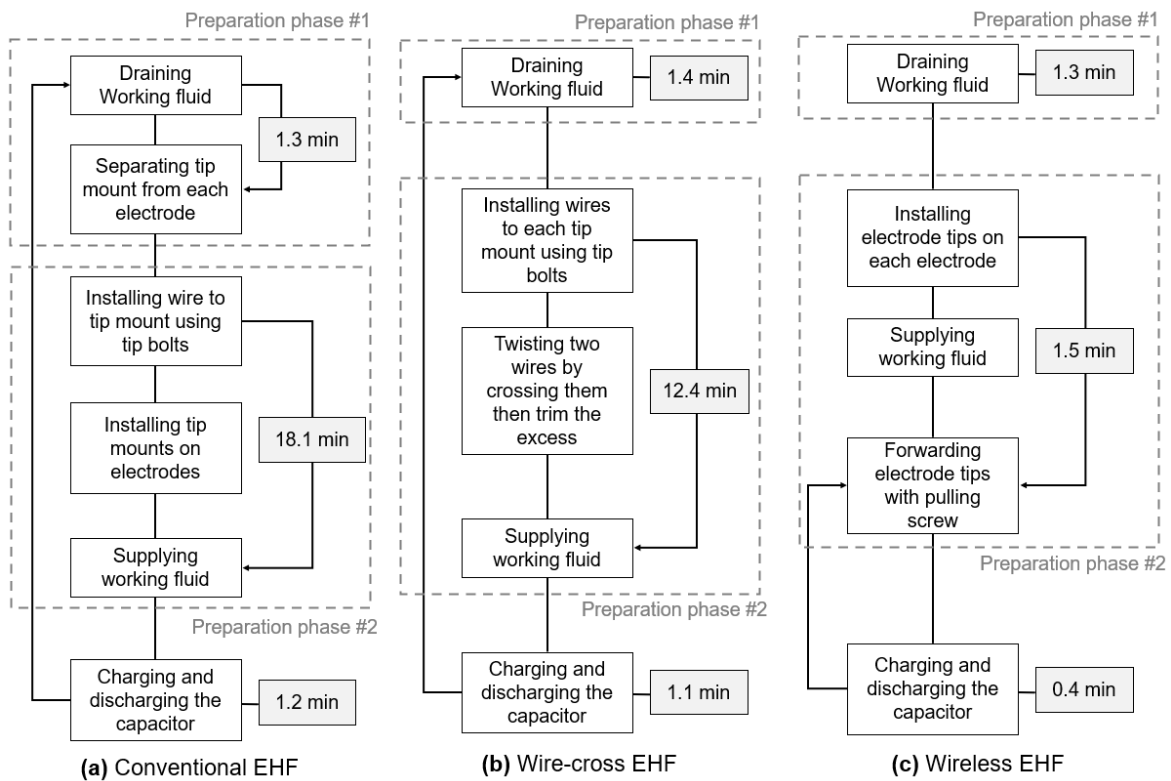 Preparation phase #1
Draining
Working fluid
1.3 min
Separating tip
mount from each
electrode
Installing wire to
tip mount using
tip bolts
Installing tip
mounts on
electrodes
18.1 min
Supplying
working fluid
Preparation phase #2
Charging and
discharging the
capacitor
1.2 min
(a) Conventional EHF
Preparation phase #1
Draining
Working fluid
1.4 min
Installing wires
to each tip
mount using tip
bolts
Twisting two
wires by
crossing them
then trim the
excess
12.4 min
Supplying
working fluid
Preparation phase #2
Charging and
discharging the
capacitor
1.1 min
(b) Wire-cross EHF
Preparation phase #1
Draining
Working fluid
1.3 min
Installing
electrode tips on
each electrode
Supplying
working fluid
1.5 min
Forwarding
electrode tips
with pulling
screw
Preparation phase #2
Charging and
discharging the
capacitor
0.4 min
(c) Wireless EHF